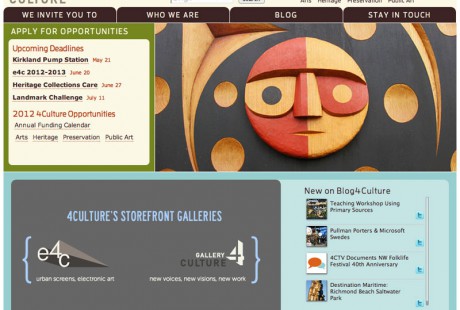 CULTURE
Search
Arts Heritage Preservation Public Art
WE INVITE YOU TO
WHO WE ARE
BLOG
STAY IN TOUCH
APPLY FOR OPPORTUNITIES
Upcoming Deadlines
Kirkland Pump Station May 21
e4c 2012-2013 June 20
Heritage Collections Care June 27
Landmark Challenge July 11
2012 4Culture Opportunities
Annual Funding Calendar
Arts Heritage Preservation Public Art
4CULTURE'S STOREFRONT GALLERIES
e4c
urban screens, electronic art
GALLERY 4
CULTURE
new voices, new visions, new work
New on Blog4Culture
Teaching Workshop Using
Primary Sources
Pullman Porters & Microsoft
Swedes
4CTV Documents NW Folklife
Festival 40th Anniversary
Destination Maritime:
Richmond Beach Saltwater
Park